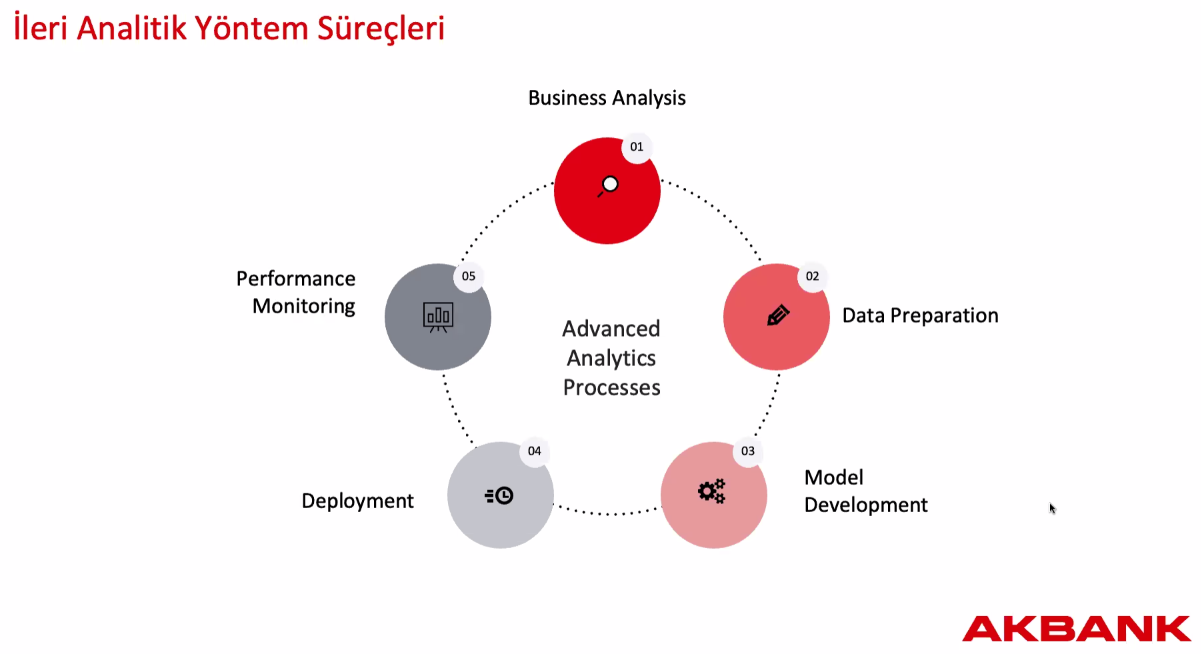 İleri Analitik Yöntem Süreçleri
Business Analysis
01
02
Data Preparation
03
Model
Development
04
Deployment
05
Performance
Monitoring
Advanced
Analytics
Processes
AKBANK